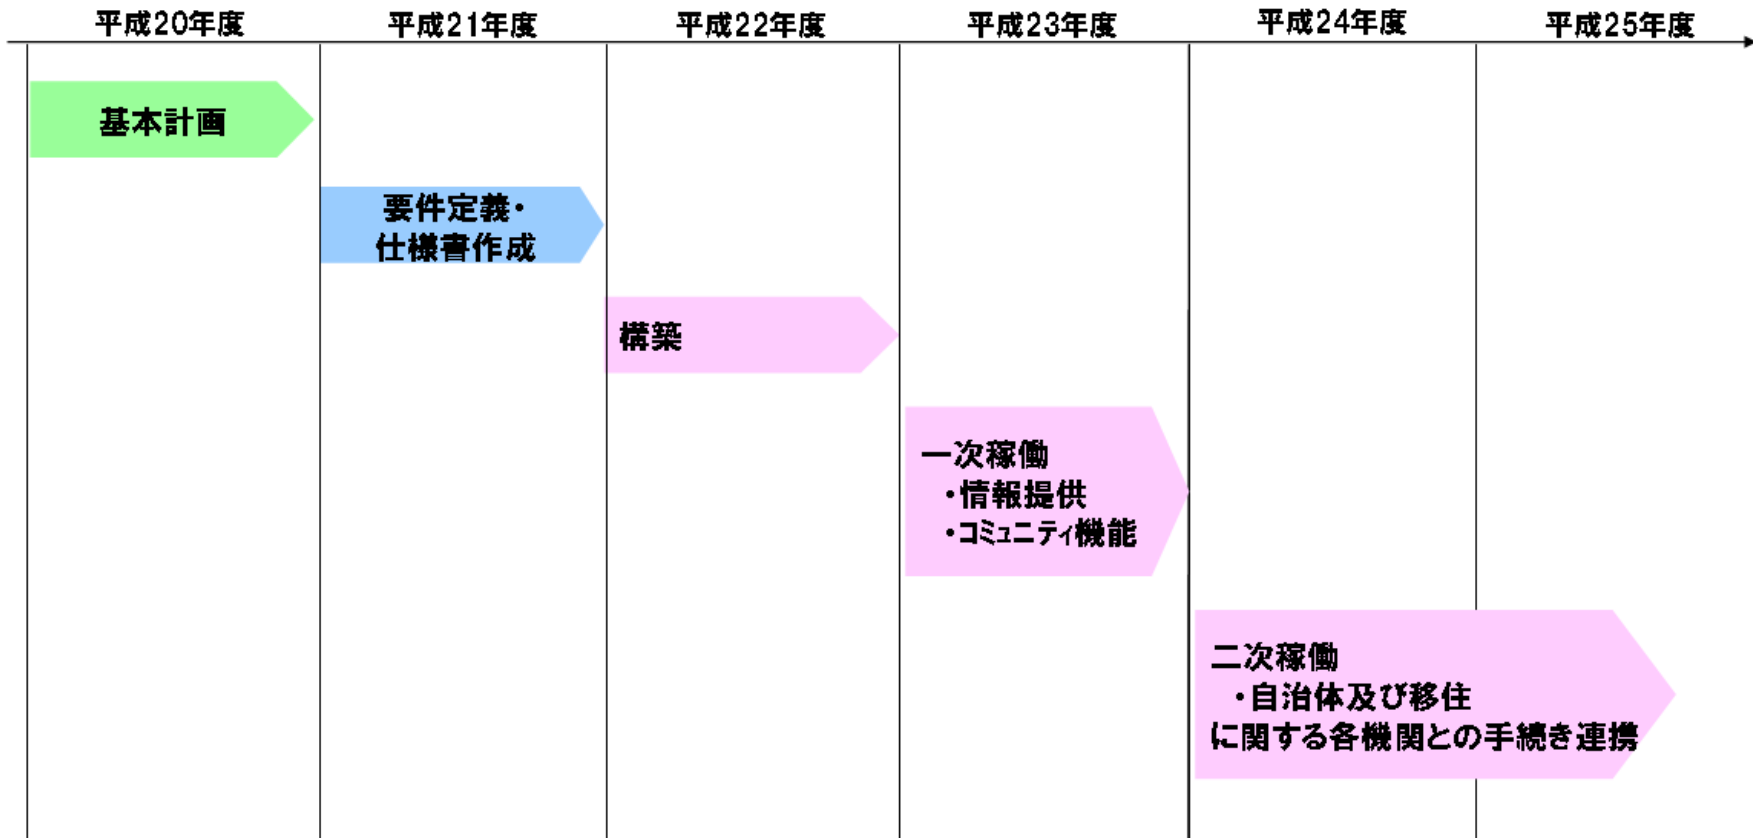 平成20年度
平成21年度
平成22年度
平成23年度
平成24年度
平成25年度
基本計画
要件定義・
仕様書作成
構築
一次稼働
・情報提供
・コミュニティ機能
二次稼働
・自治体及び移住
に関する各機関との手続き連携